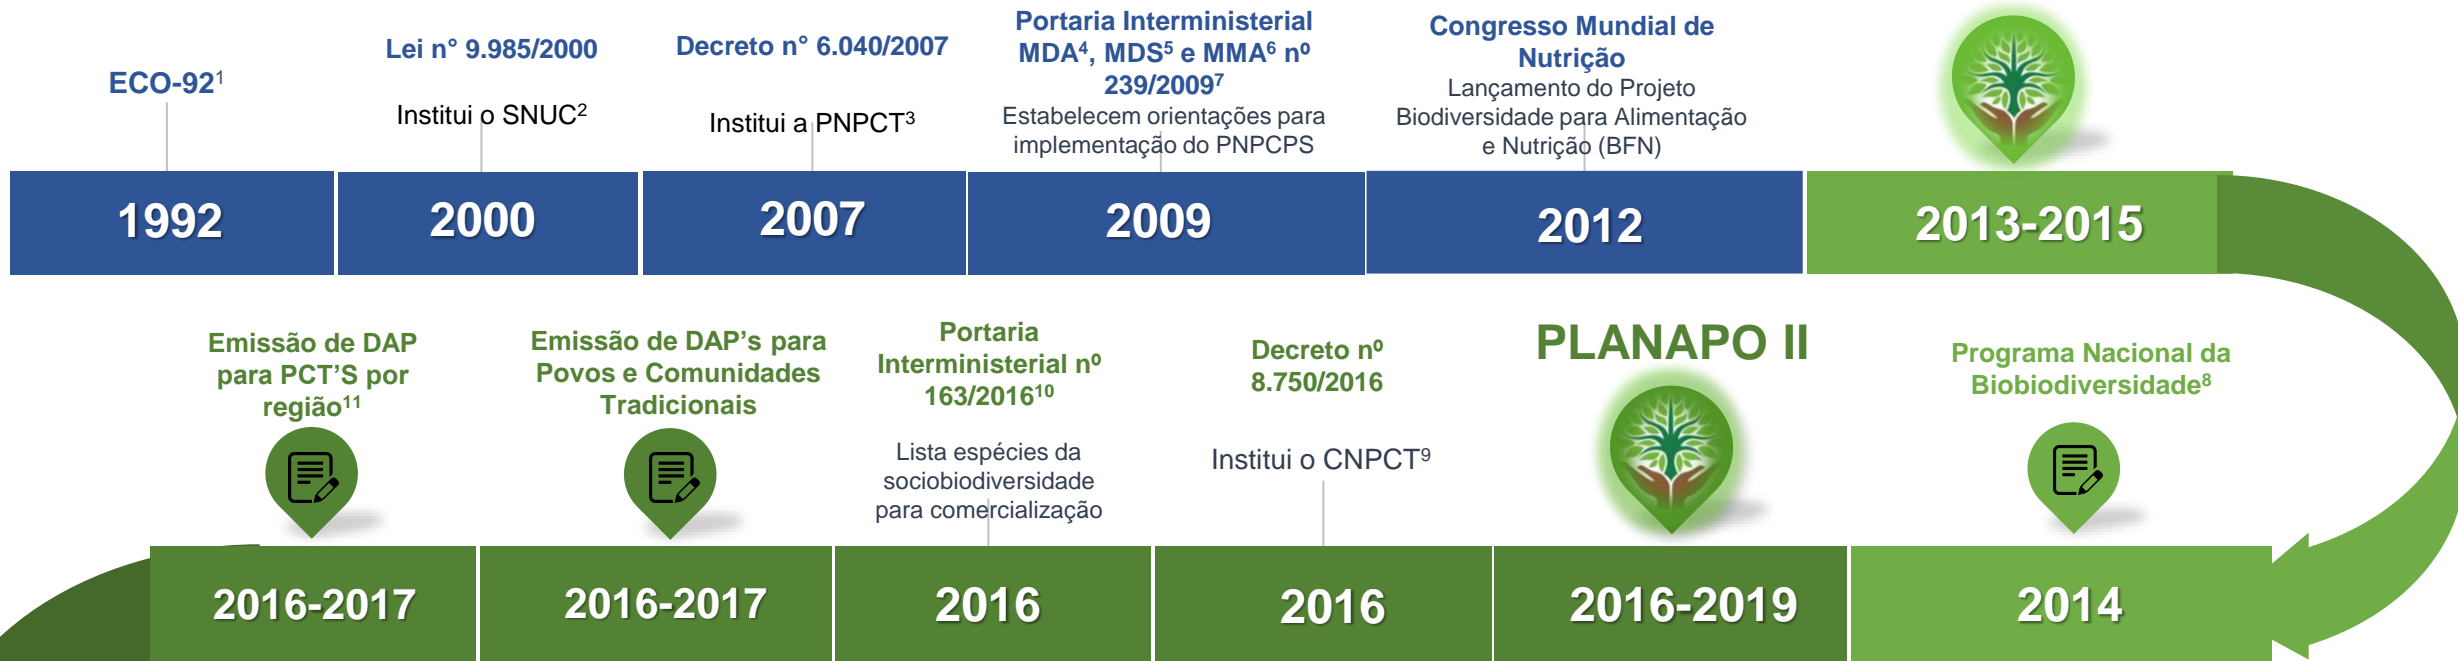 ECO-92¹
Lei n° 9.985/2000
Institui o SNUC²
Decreto n° 6.040/2007
Institui a PNPCT³
Portaria Interministerial
MDA⁴, MDS⁵ e MMA⁶ nº
239/2009⁷
Estabelecem orientações para
implementação do PNPCPS
Congresso Mundial de
Nutrição
Lançamento do Projeto
Biodiversidade para Alimentação
e Nutrição (BFN)
1992
2000
2007
2009
2012
2013-2015
Emissão de DAP
para PCT'S por
região¹¹
Emissão de DAP's para
Povos e Comunidades
Tradicionais
Portaria
Interministerial nº
163/2016¹⁰
Lista espécies da
sociobiodversidade
para comercialização
Decreto nº
8.750/2016
Institui o CNPCT⁹
PLANAPO II
Programa Nacional da
Biobiodversidade⁸
2016-2017
2016-2017
2016
2016
2016-2019
2014